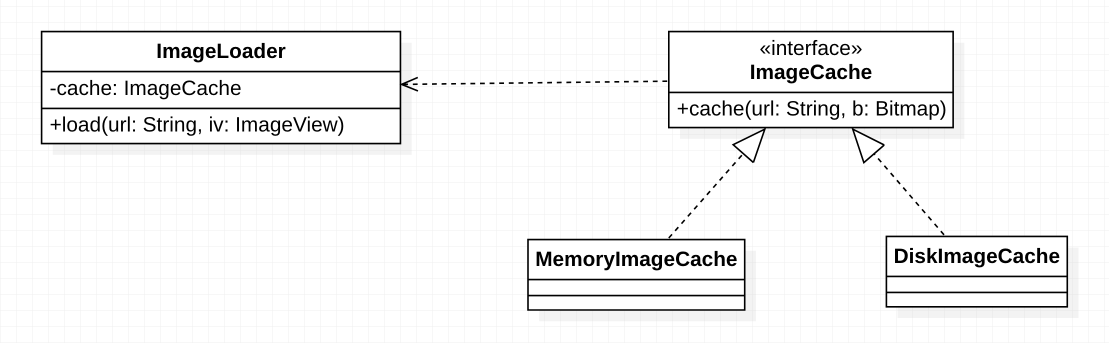 ImageLoader
-cache: ImageCache
+load(url: String, iv: ImageView)
«interface»
ImageCache
+cache(url: String, b: Bitmap)
MemoryImageCache
DiskImageCache